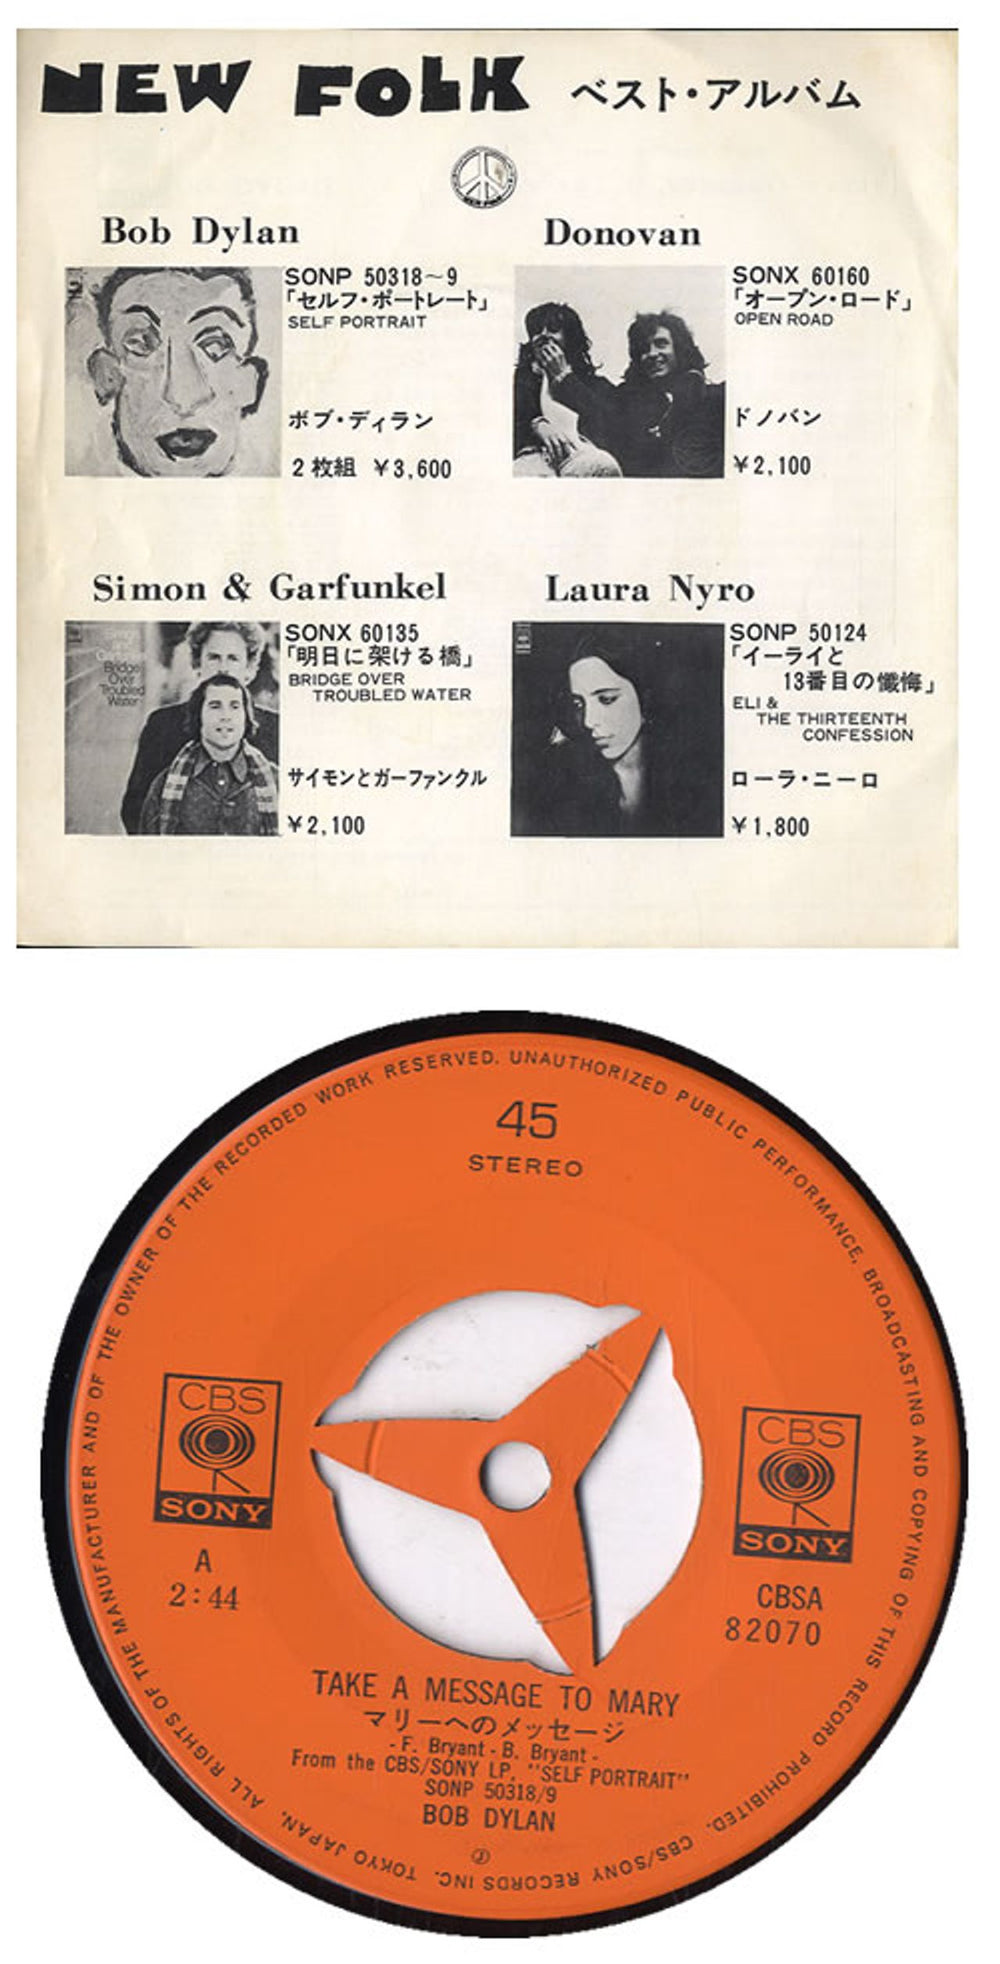 NEW FOLK ベスト・アルバム
Bob Dylan
SONP 50318～9
「セルフ・ポートレート」
SELF PORTRAIT
ボブ・ディラン
2枚組 ￥3,600
Donovan
SONX 60160
「オープン・ロード」
OPEN ROAD
ドノバン
￥2,100
Simon & Garfunkel
Bridge
Over
Troubled
Water
SONX 60135
「明日に架ける橋」
BRIDGE OVER
TROUBLED WATER
サイモンとガーファンクル
￥2,100
Laura Nyro
SONP 50124
「イーライと
13番目の懺悔」
ELI &
THE THIRTEENTH
CONFESSION
ローラ・ニーロ
￥1,800
45
STEREO
CBS
SONY
A
2:44
CBS
SONY
CBSA
82070
TAKE A MESSAGE TO MARY
マリーへのメッセージ
- F. Bryant - B. Bryant -
From the CBS/SONY LP, "SELF PORTRAIT"
SONP 50318/9
BOB DYLAN
℗
ALL RIGHTS OF THE MANUFACTURER AND OF THE OWNER OF THE RECORDED WORK RESERVED. UNAUTHORIZED PUBLIC PERFORMANCE, BROADCASTING AND COPYING OF THIS RECORD PROHIBITED. CBS/SONY RECORDS INC. TOKYO JAPAN.